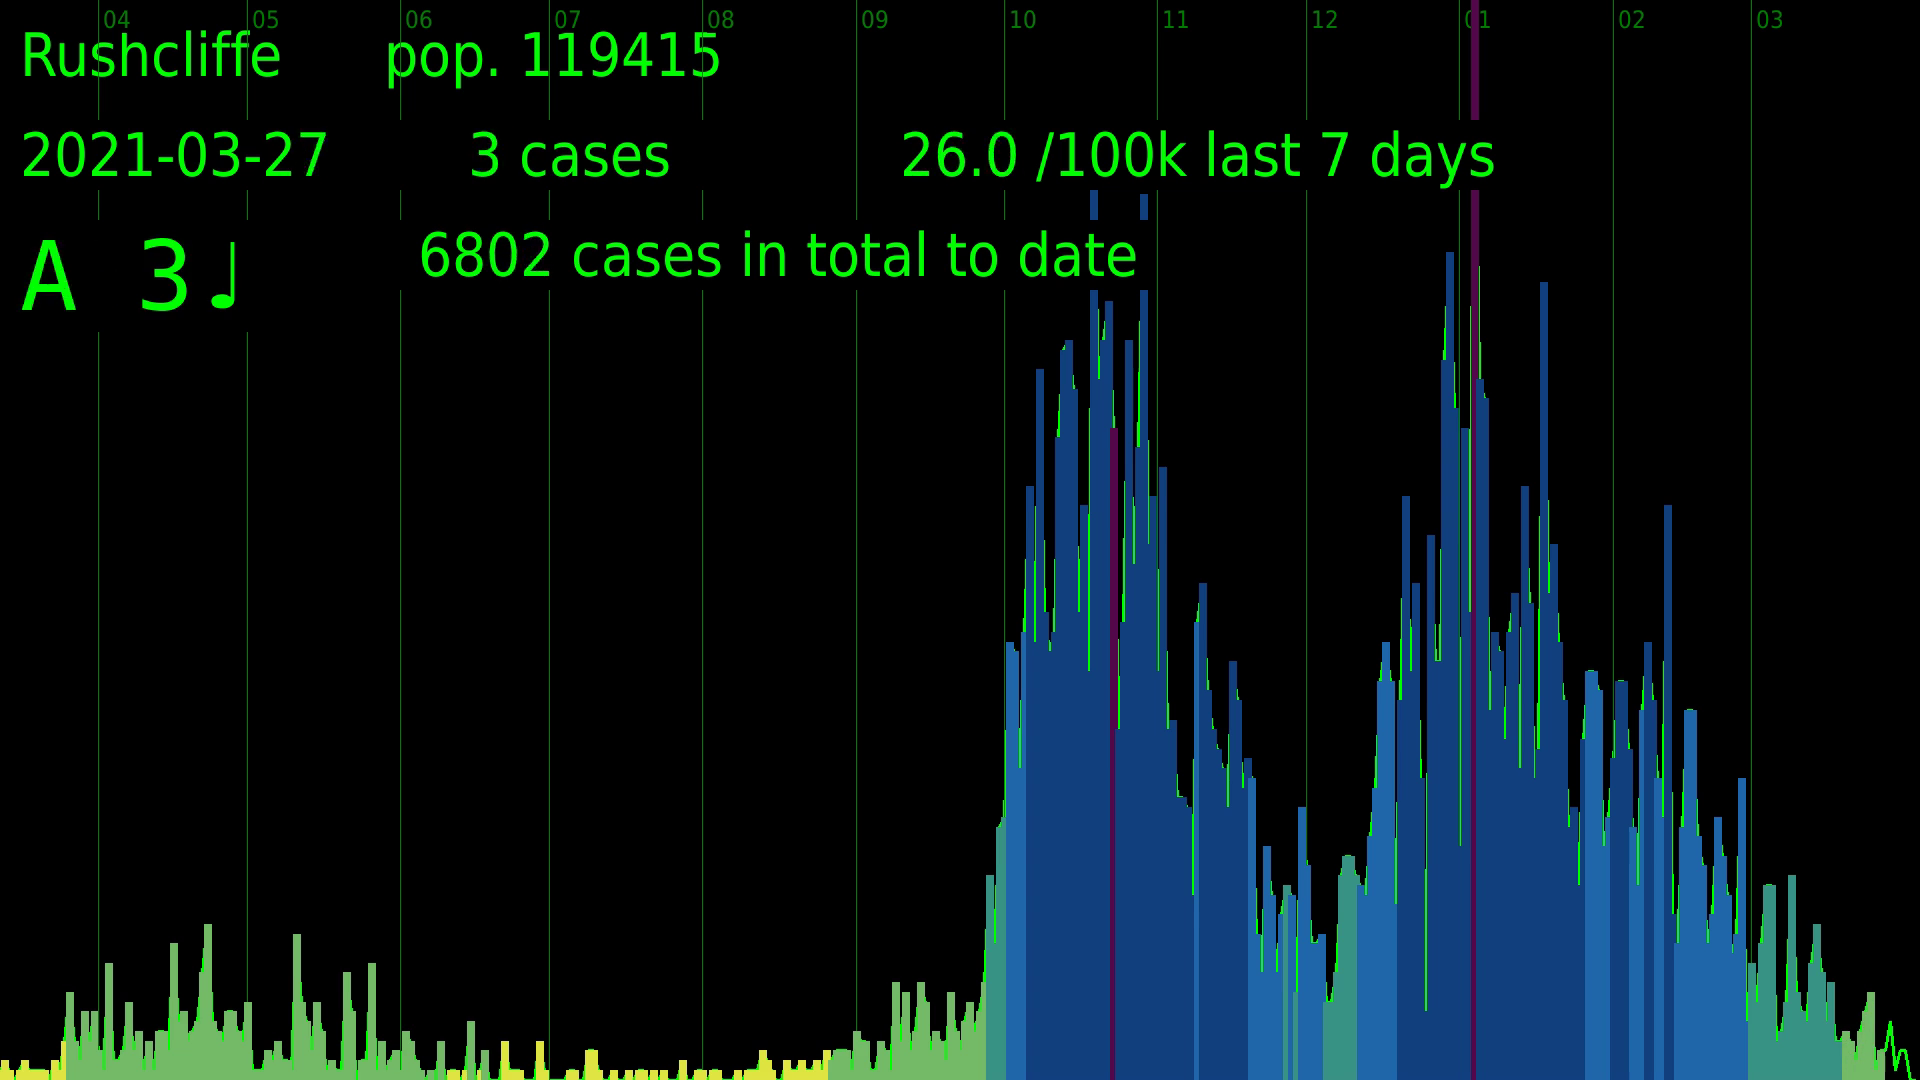 04 05 06 07 08 09 10 11 12 01 02 03
Rushcliffe pop. 119415
2021-03-27 3 cases 26.0 /100k last 7 days
A 3♩ 6802 cases in total to date